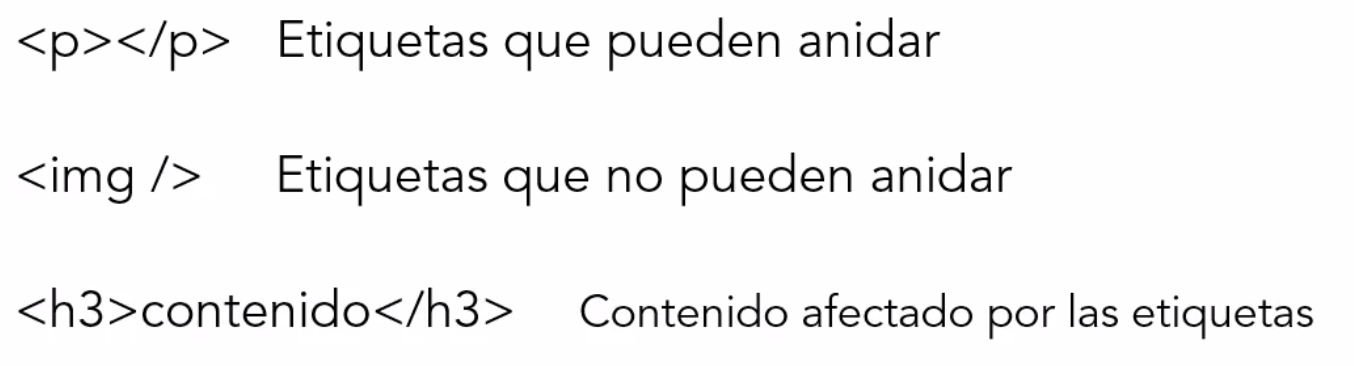 <p></p> Etiquetas que pueden anidar
<img /> Etiquetas que no pueden anidar
<h3>contenido</h3> Contenido afectado por las etiquetas